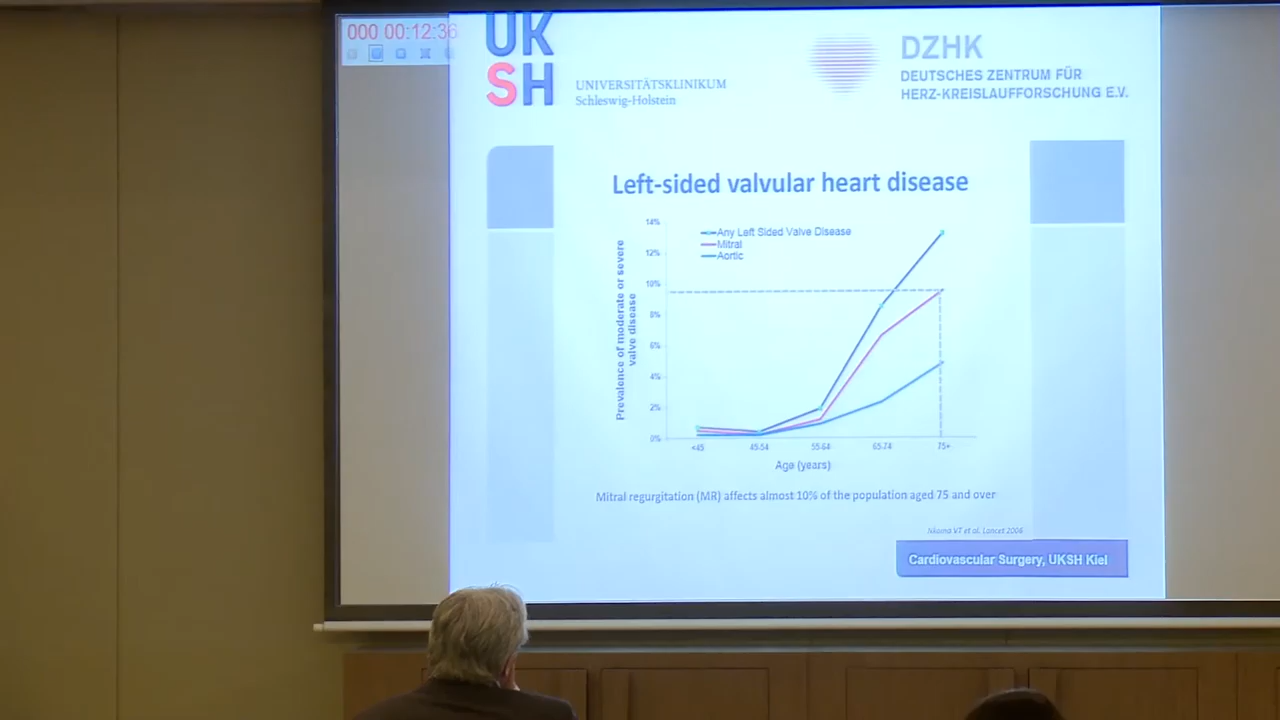 000 00:12:36
UK
SH
UNIVERSITÄTSKLINIKUM
Schleswig-Holstein
DZHK
DEUTSCHES ZENTRUM FÜR
HERZ-KREISLAUFFORSCHUNG E.V.
Left-sided valvular heart disease
Any Left Sided Valve Disease
Mitral
Aortic
Prevalence of moderate or severe
valve disease
14%
12%
10%
8%
6%
4%
2%
0%
<45
45-54
55-64
65-74
75+
Age (years)
Mitral regurgitation (MR) affects almost 10% of the population aged 75 and over
VT et al. Lancet
Cardiovascular Surgery, UKSH Kiel